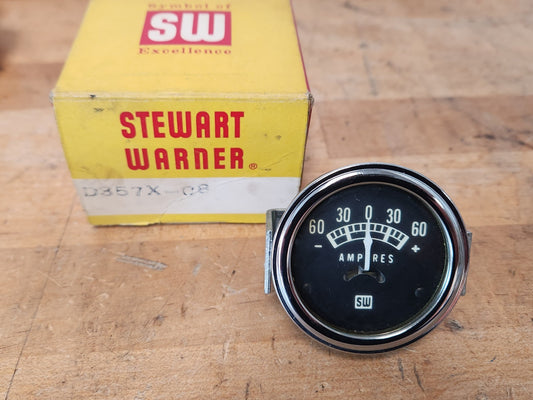 Symbol of
SW
Excellence
STEWART
WARNER®
D357X-C8
60 30 0 30 60
- +
AMPERES
SW